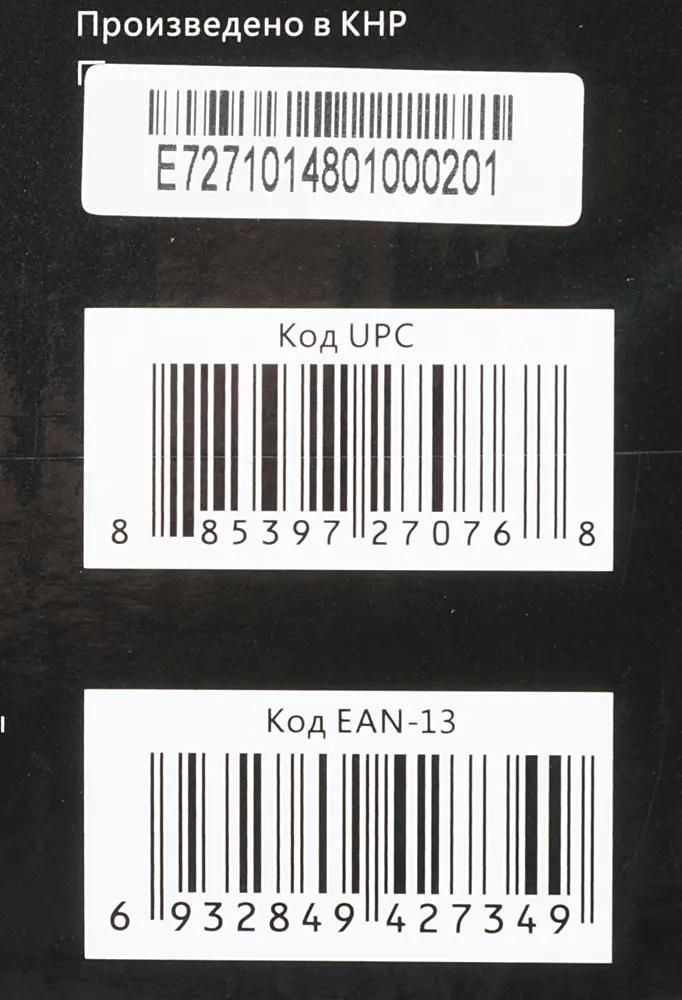 Произведено в КНР
E7271014801000201
Код UPC
8 85397 27076 8
Код EAN-13
6 932849 427349